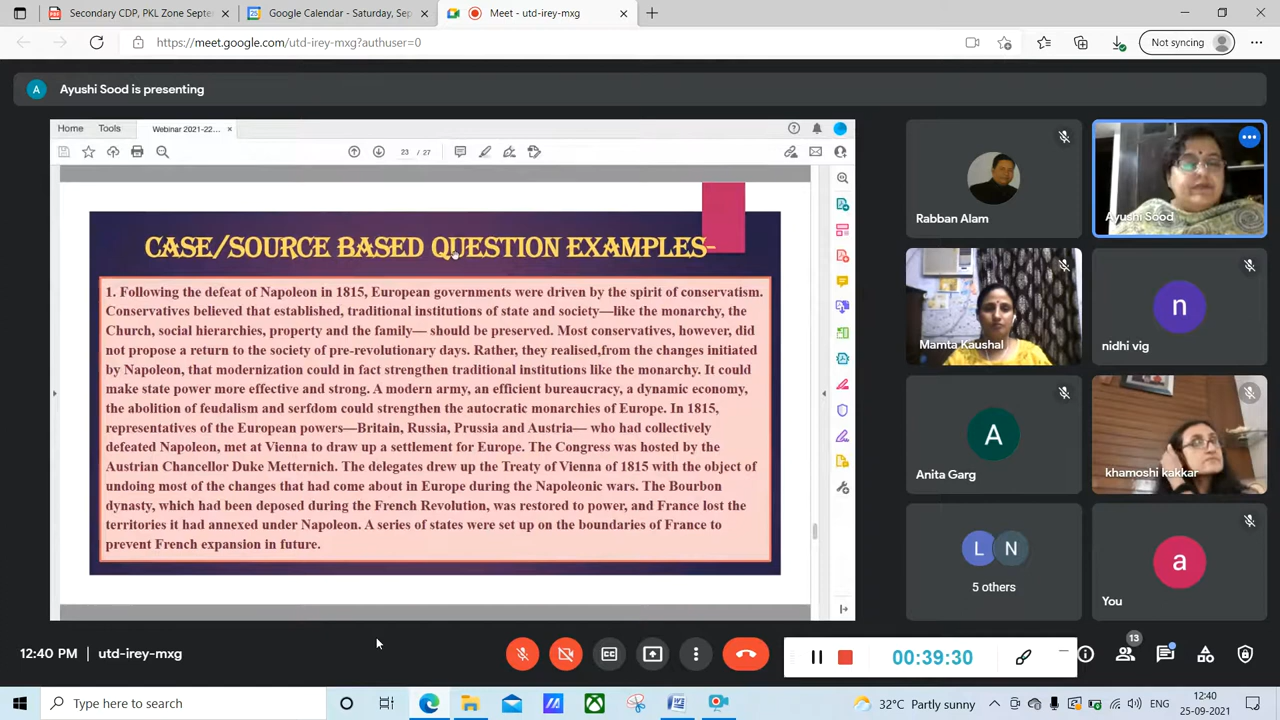 Secondary CDP, PKL Zone Septe
Google Calendar - Saturday, Sep
Meet - utd-irey-mxg
https://meet.google.com/utd-irey-mxg?authuser=0
Not syncing
A
Ayushi Sood is presenting
Home
Tools
Webinar 2021-22...
23 / 27
CASE/SOURCE BASED QUESTION EXAMPLES-
1. Following the defeat of Napoleon in 1815, European governments were driven by the spirit of conservatism.
Conservatives believed that established, traditional institutions of state and society—like the monarchy, the
Church, social hierarchies, property and the family— should be preserved. Most conservatives, however, did
not propose a return to the society of pre-revolutionary days. Rather, they realised,from the changes initiated
by Napoleon, that modernization could in fact strengthen traditional institutions like the monarchy. It could
make state power more effective and strong. A modern army, an efficient bureaucracy, a dynamic economy,
the abolition of feudalism and serfdom could strengthen the autocratic monarchies of Europe. In 1815,
representatives of the European powers—Britain, Russia, Prussia and Austria— who had collectively
defeated Napoleon, met at Vienna to draw up a settlement for Europe. The Congress was hosted by the
Austrian Chancellor Duke Metternich. The delegates drew up the Treaty of Vienna of 1815 with the object of
undoing most of the changes that had come about in Europe during the Napoleonic wars. The Bourbon
dynasty, which had been deposed during the French Revolution, was restored to power, and France lost the
territories it had annexed under Napoleon. A series of states were set up on the boundaries of France to
prevent French expansion in future.
Rabban Alam
Ayushi Sood
Mamta Kaushal
n
nidhi vig
A
Anita Garg
khamoshi kakkar
L N
5 others
a
You
12:40 PM | utd-irey-mxg
CC
00:39:30
13
Type here to search
32°C Partly sunny
ENG
12:40
25-09-2021